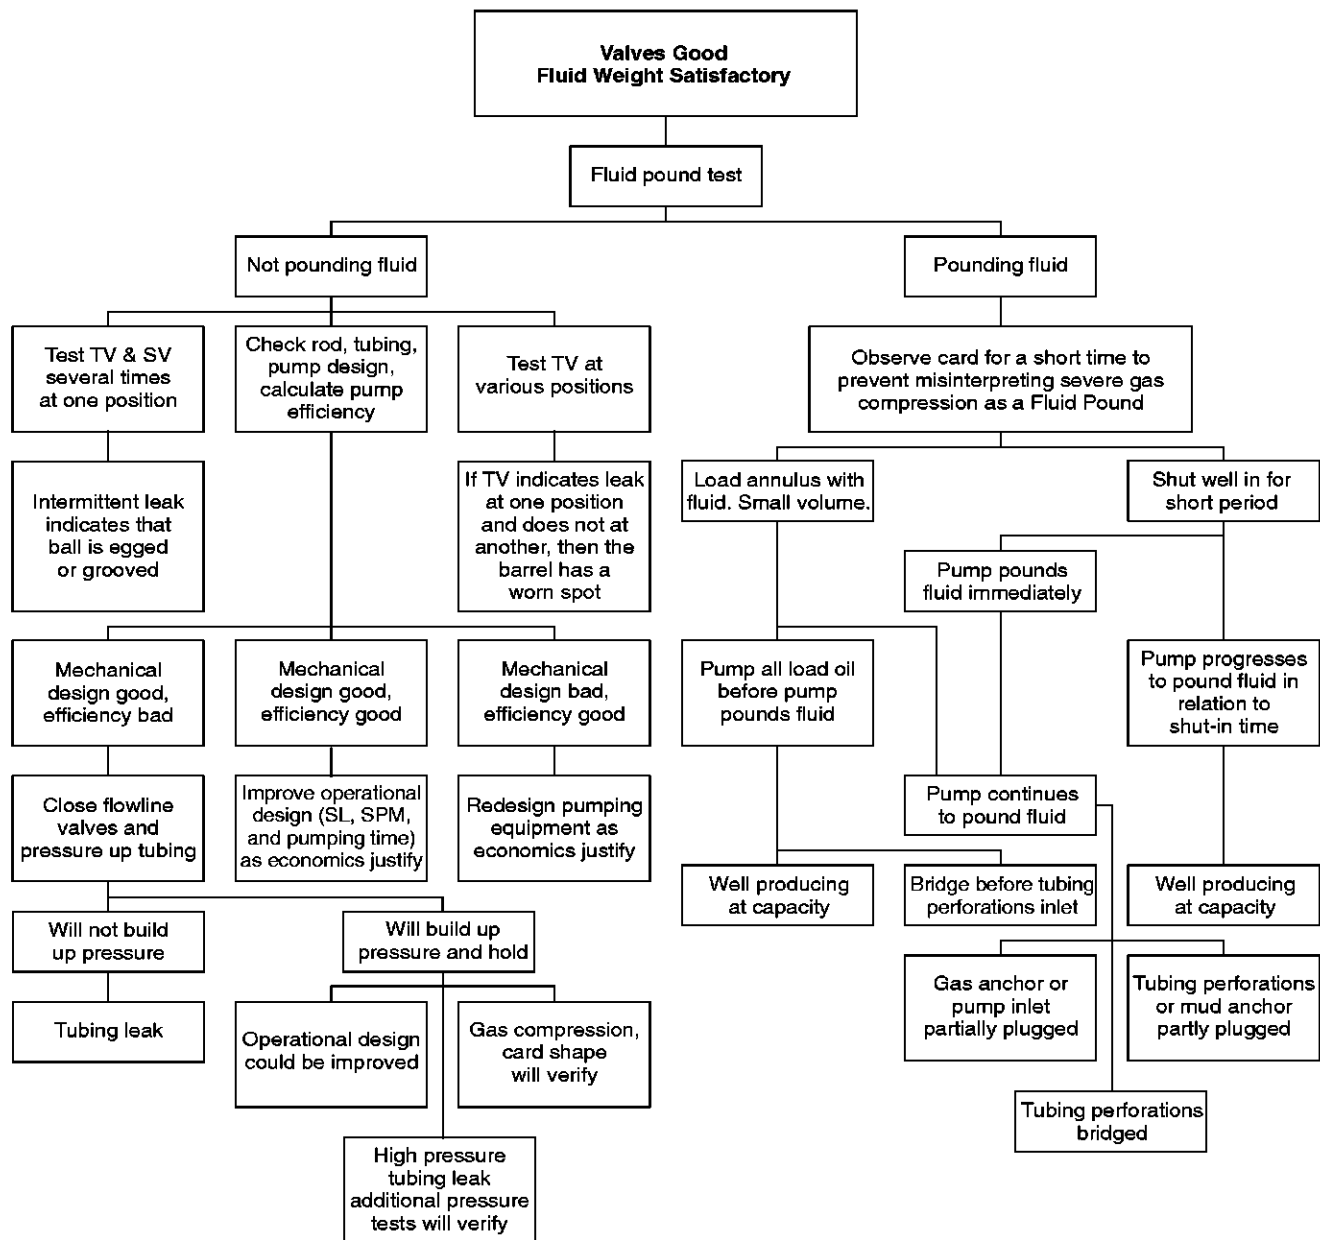 Valves Good
Fluid Weight Satisfactory
Fluid pound test
Not pounding fluid
Pounding fluid
Test TV & SV
several times
at one position
Check rod, tubing,
pump design,
calculate pump
efficiency
Test TV at
various positions
Observe card for a short time to
prevent misinterpreting severe gas
compression as a Fluid Pound
Intermittent leak
indicates that
ball is egged
or grooved
If TV indicates leak
at one position
and does not at
another, then the
barrel has a
worn spot
Load annulus with
fluid. Small volume.
Shut well in for
short period
Pump pounds
fluid immediately
Mechanical
design good,
efficiency bad
Mechanical
design good,
efficiency good
Mechanical
design bad,
efficiency good
Pump all load oil
before pump
pounds fluid
Pump progresses
to pound fluid in
relation to
shut-in time
Close flowline
valves and
pressure up tubing
Improve operational
design (SL, SPM,
and pumping time)
as economics justify
Redesign pumping
equipment as
economics justify
Pump continues
to pound fluid
Well producing
at capacity
Bridge before tubing
perforations inlet
Well producing
at capacity
Will not build
up pressure
Will build up
pressure and hold
Gas anchor or
pump inlet
partially plugged
Tubing perforations
or mud anchor
partly plugged
Tubing leak
Operational design
could be improved
Gas compression,
card shape
will verify
Tubing perforations
bridged
High pressure
tubing leak
additional pressure
tests will verify